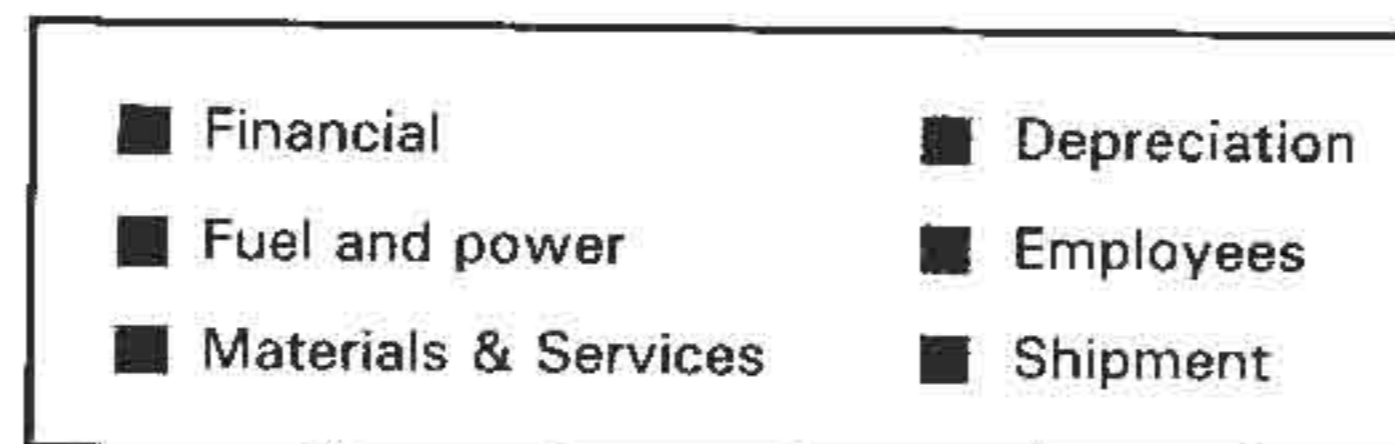 Financial
Fuel and power
Materials & Services
Depreciation
Employees
Shipment